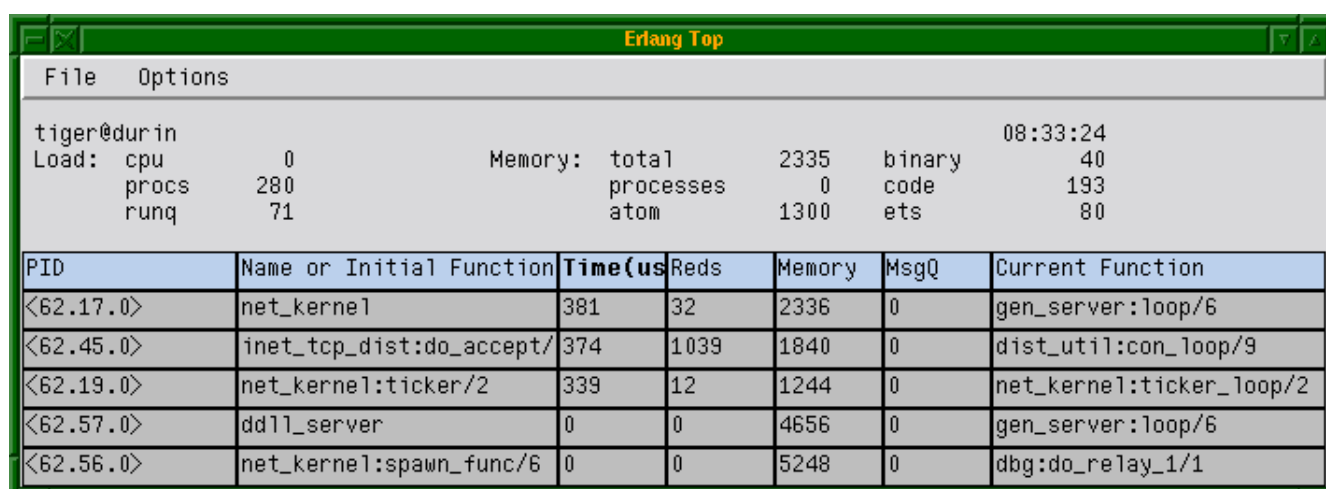 Erlang Top
File Options
tiger@durin 08:33:24
Load: cpu 0 Memory: total 2335 binary 40
procs 280 processes 0 code 193
runq 71 atom 1300 ets 80
PID Name or Initial Function Time(us Reds Memory MsgQ Current Function
<62.17.0> net_kernel 381 32 2336 0 gen_server:loop/6
<62.45.0> inet_tcp_dist:do_accept/ 374 1039 1840 0 dist_util:con_loop/9
<62.19.0> net_kernel:ticker/2 339 12 1244 0 net_kernel:ticker_loop/2
<62.57.0> ddll_server 0 0 4656 0 gen_server:loop/6
<62.56.0> net_kernel:spawn_func/6 0 0 5248 0 dbg:do_relay_1/1